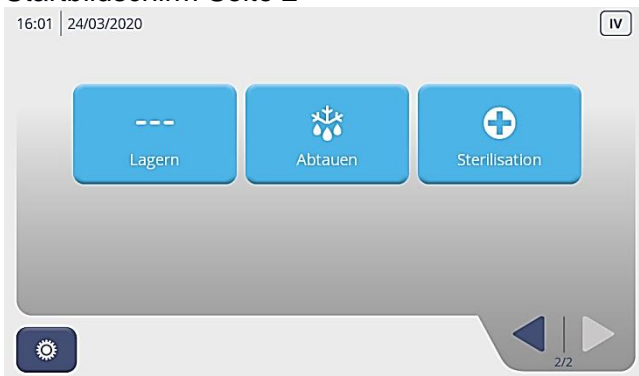 Startbildschirm Seite 2
16:01 24/03/2020 IV
--- 
Lagern Abtauen Sterilisation
2/2